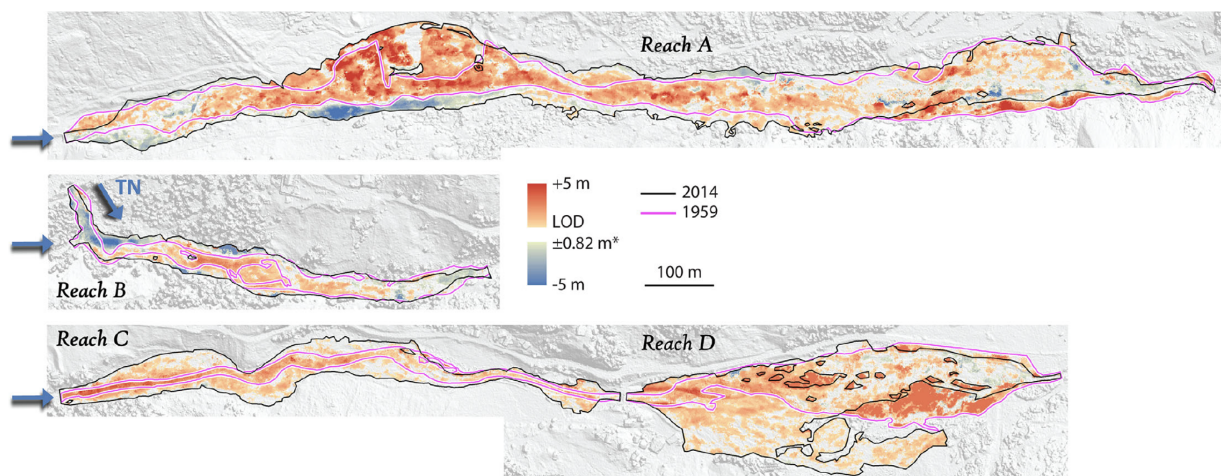 Reach A
TN
Reach B
+5 m
LOD
±0.82 m*
-5 m
2014
1959
100 m
Reach C
Reach D